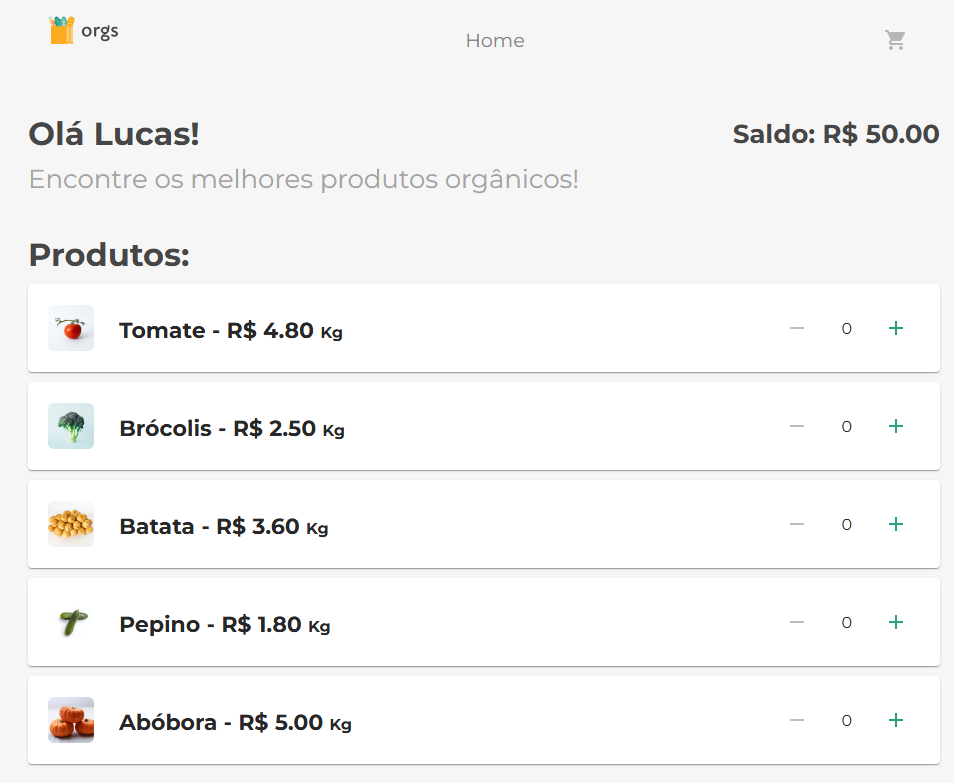 orgs
Home
Olá Lucas!
Saldo: R$ 50.00
Encontre os melhores produtos orgânicos!
Produtos:
Tomate - R$ 4.80 Kg
0
Brócolis - R$ 2.50 Kg
0
Batata - R$ 3.60 Kg
0
Pepino - R$ 1.80 Kg
0
Abóbora - R$ 5.00 Kg
0